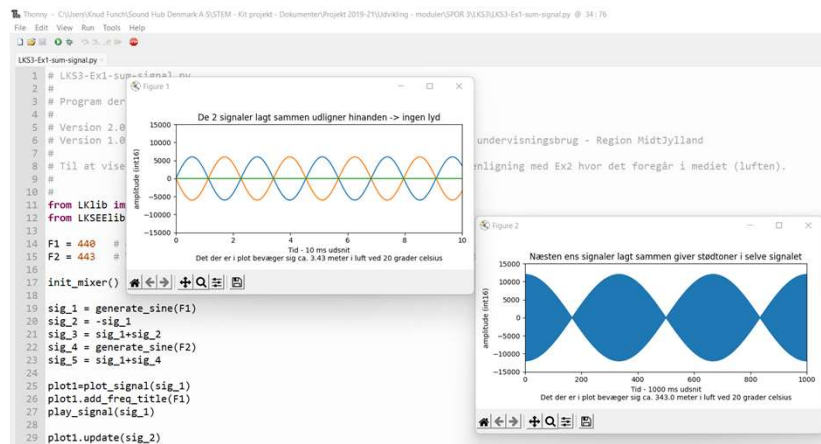 Thonny - C:\Users\Knud Funch\Sound Hub Denmark A S\STEM - Kit projekt - Dokumenter\Projekt 2019-21\Udvikling - moduler\SPOR 3\LKS3\LKS3-Ex1-sum-signal.py @ 34:76
File Edit View Run Tools Help
LKS3-Ex1-sum-signal.py
1 # LKS3-Ex1-sum-signal.py
2 #
3 # Program der
4 #
5 # Version 2.0
6 # Version 1.0 undervisningsbrug - Region MidtJylland
7 #
8 # Til at vise enligning med Ex2 hvor det foregår i mediet (luften).
9 #
10 #
11 from LKlib im
12 from LKSEElib
13
14 F1 = 440 #
15 F2 = 443 #
16
17 init_mixer()
18
19 sig_1 = generate_sine(F1)
20 sig_2 = -sig_1
21 sig_3 = sig_1+sig_2
22 sig_4 = generate_sine(F2)
23 sig_5 = sig_1+sig_4
24
25 plot1=plot_signal(sig_1)
26 plot1.add_freq_title(F1)
27 play_signal(sig_1)
28
29 plot1.update(sig_2)
Figure 1
De 2 signaler lagt sammen udligner hinanden -> ingen lyd
amplitude (int16)
15000
10000
5000
0
−5000
−10000
−15000
0 2 4 6 8 10
Tid - 10 ms udsnit
Det der er i plot bevæger sig ca. 3.43 meter i luft ved 20 grader celsius
Figure 2
Næsten ens signaler lagt sammen giver stødtoner i selve signalet
amplitude (int16)
15000
10000
5000
0
−5000
−10000
−15000
0 200 400 600 800 1000
Tid - 1000 ms udsnit
Det der er i plot bevæger sig ca. 343.0 meter i luft ved 20 grader celsius